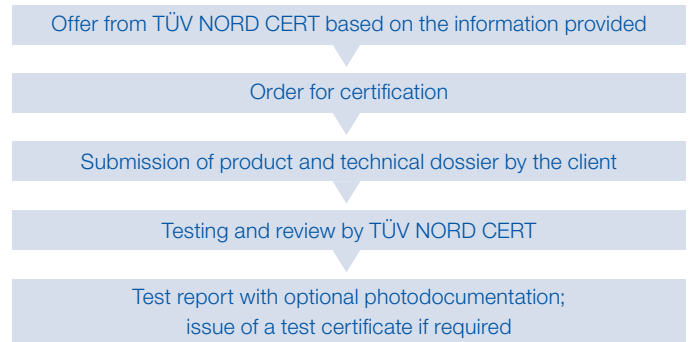 Offer from TÜV NORD CERT based on the information provided
Order for certification
Submission of product and technical dossier by the client
Testing and review by TÜV NORD CERT
Test report with optional photodocumentation;
issue of a test certificate if required